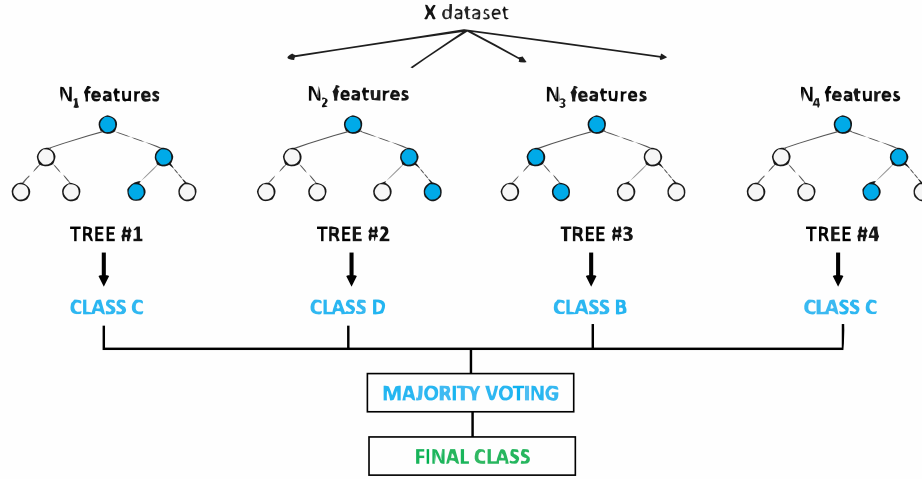 X dataset
N₁ features
N₂ features
N₃ features
N₄ features
TREE #1
TREE #2
TREE #3
TREE #4
CLASS C
CLASS D
CLASS B
CLASS C
MAJORITY VOTING
FINAL CLASS